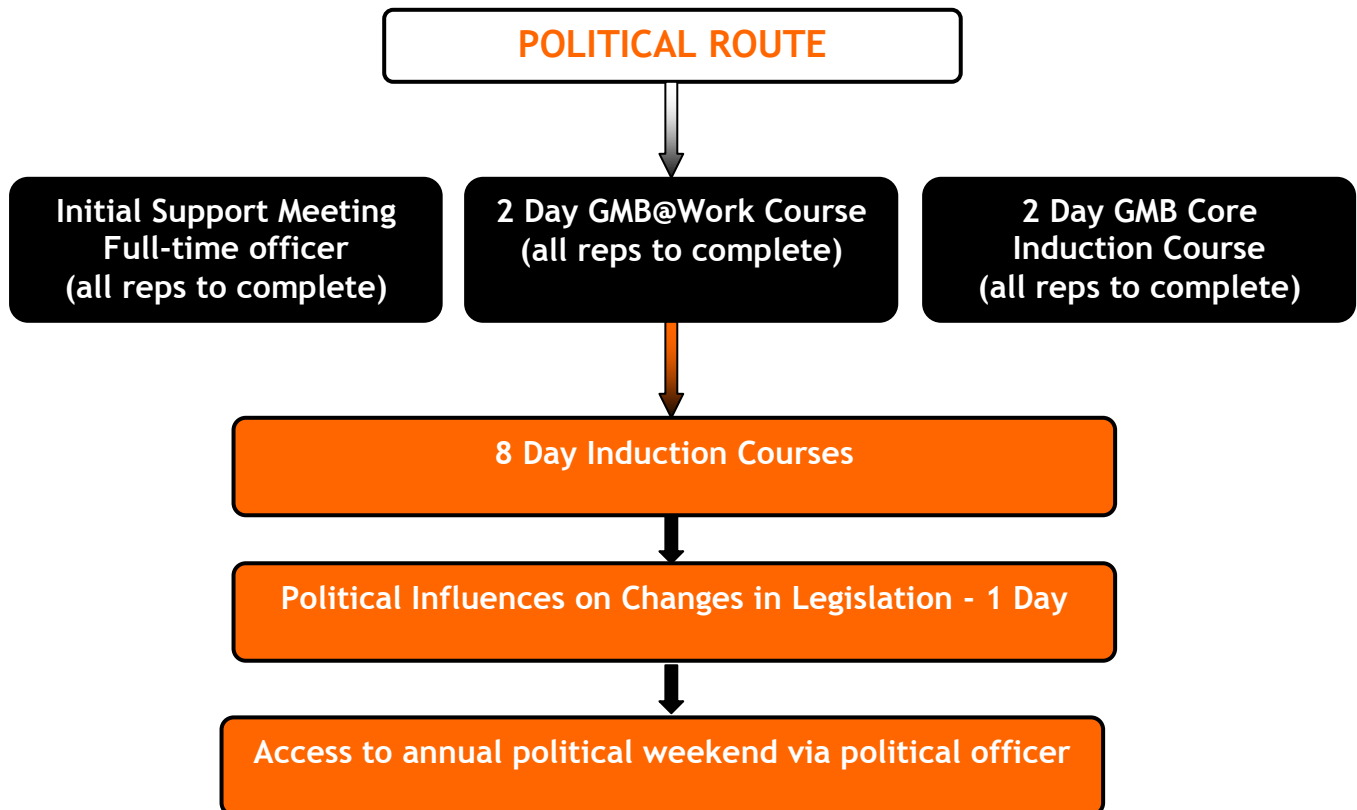 POLITICAL ROUTE
Initial Support Meeting
Full-time officer
(all reps to complete)
2 Day GMB@Work Course
(all reps to complete)
2 Day GMB Core
Induction Course
(all reps to complete)
8 Day Induction Courses
Political Influences on Changes in Legislation - 1 Day
Access to annual political weekend via political officer